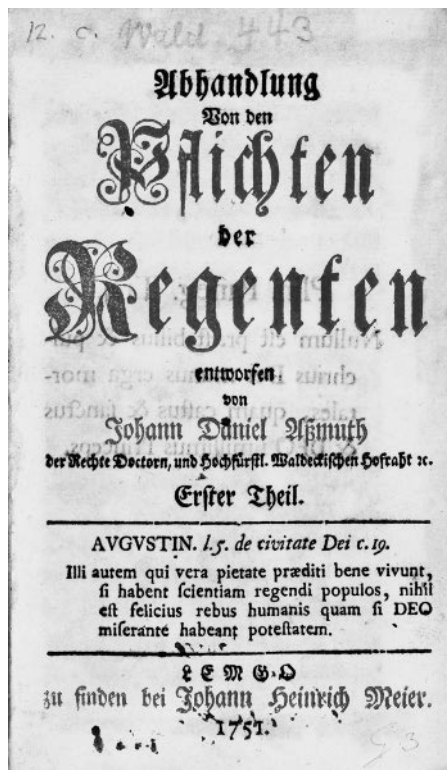 12. c. Wald. 443
Abhandlung
Von den
Pflichten
der
Regenten
entworfen
von
Johann Daniel Aßmuth
der Rechte Doctorn, und Hochfürstl. Waldeckischen Hofraht ꝛc.
Erster Theil.
AVGVSTIN. l.5. de civitate Dei c. 19.
Illi autem qui vera pietate præditi bene vivunt,
ſi habent ſcientiam regendi populos, nihil
eſt felicius rebus humanis quam ſi DEO
miſerante habeant poteſtatem.
LEMGO
zu finden bei Johann Heinrich Meier.
1751.